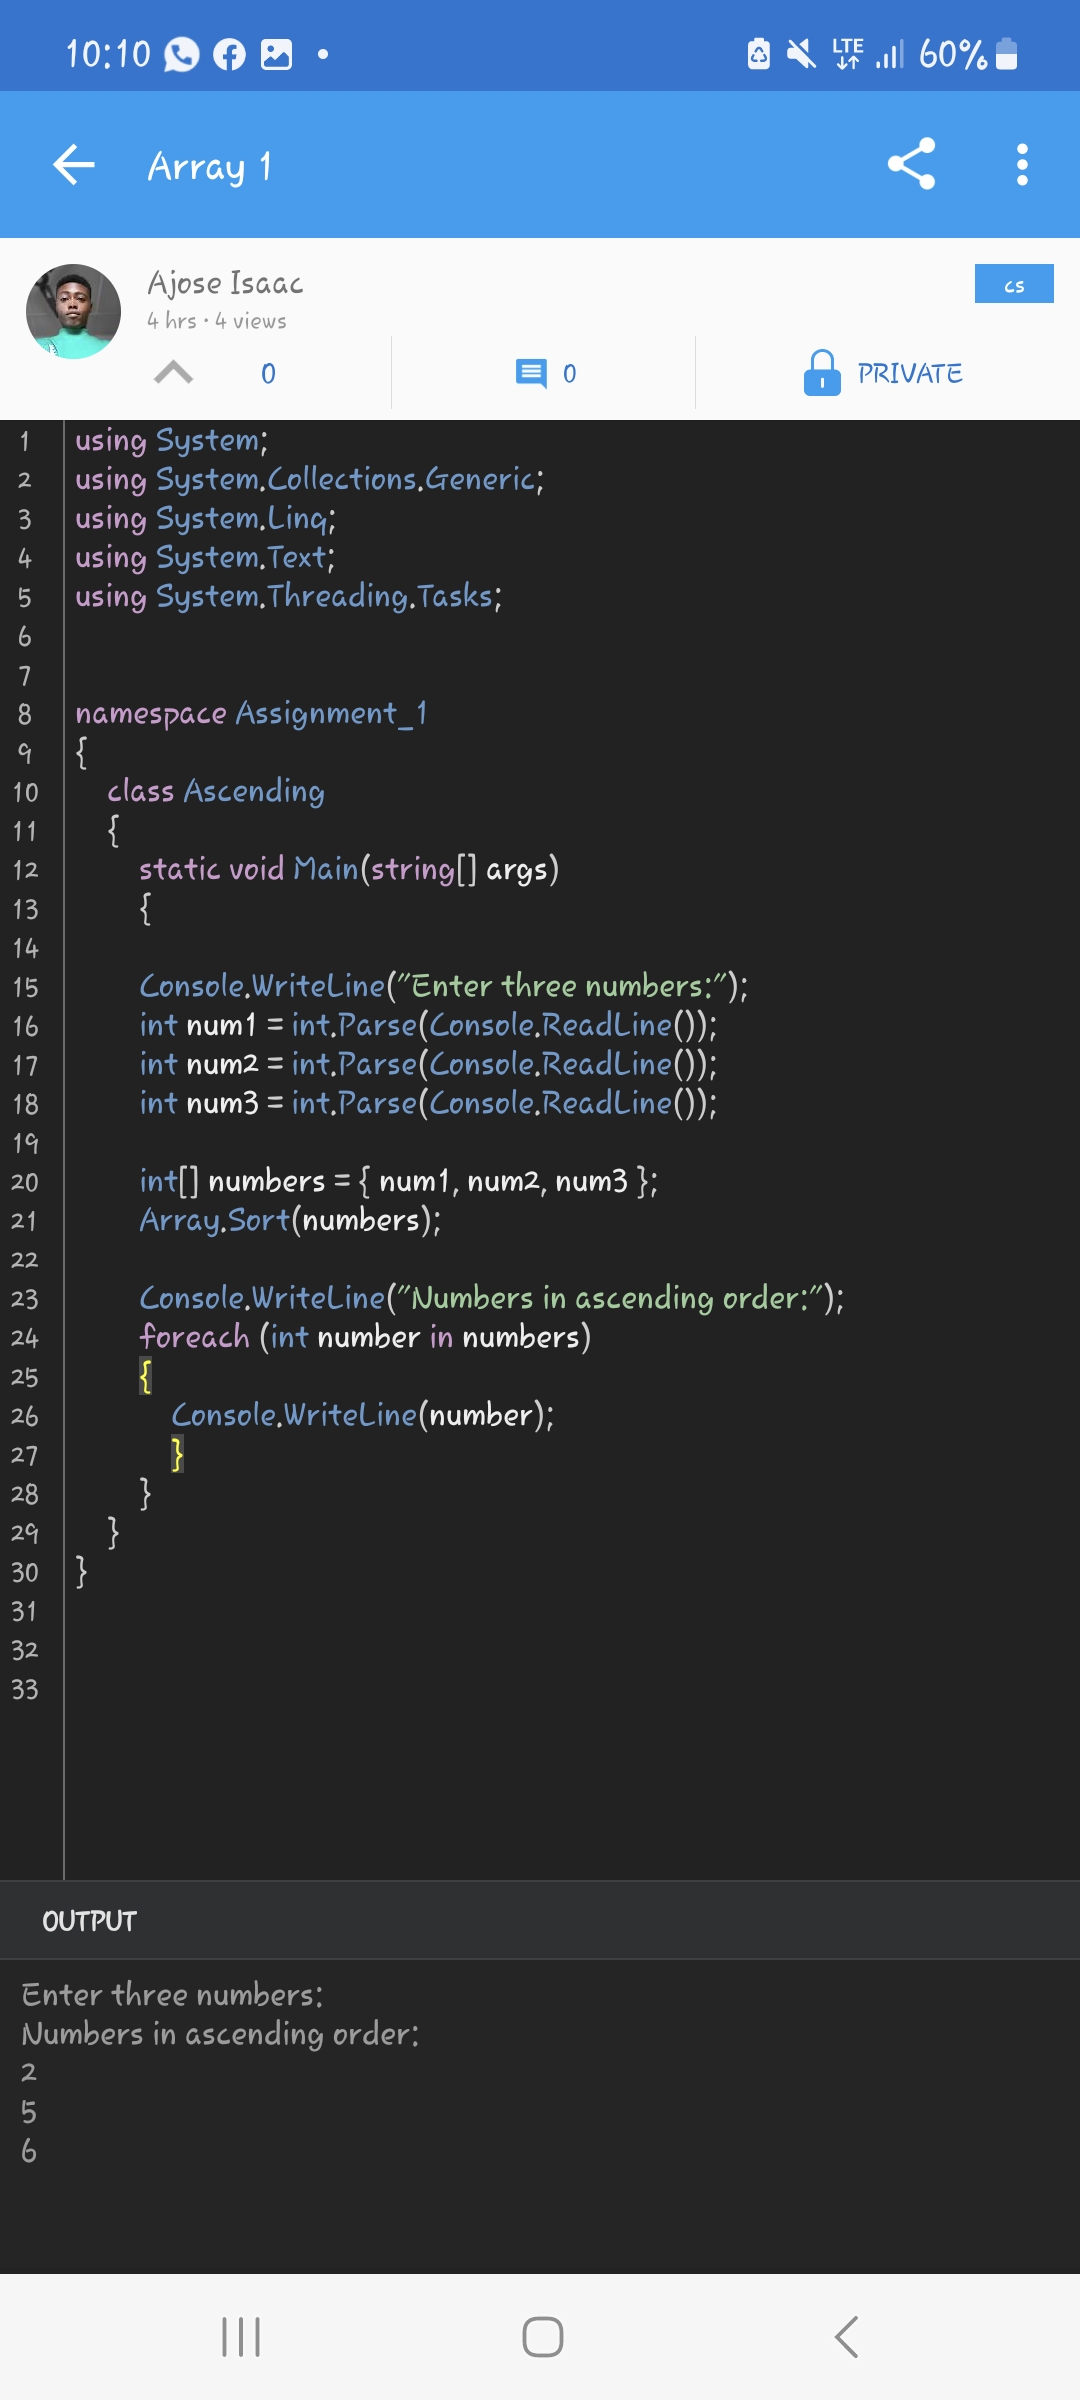 10:10 LTE 60%
Array 1
Ajose Isaac
cs
4 hrs · 4 views
0 0 PRIVATE
1 using System;
2 using System.Collections.Generic;
3 using System.Linq;
4 using System.Text;
5 using System.Threading.Tasks;
6
7
8 namespace Assignment_1
9 {
10 class Ascending
11 {
12 static void Main(string[] args)
13 {
14
15 Console.WriteLine("Enter three numbers:");
16 int num1 = int.Parse(Console.ReadLine());
17 int num2 = int.Parse(Console.ReadLine());
18 int num3 = int.Parse(Console.ReadLine());
19
20 int[] numbers = { num1, num2, num3 };
21 Array.Sort(numbers);
22
23 Console.WriteLine("Numbers in ascending order:");
24 foreach (int number in numbers)
25 {
26 Console.WriteLine(number);
27 }
28 }
29 }
30 }
31
32
33
OUTPUT
Enter three numbers:
Numbers in ascending order:
2
5
6